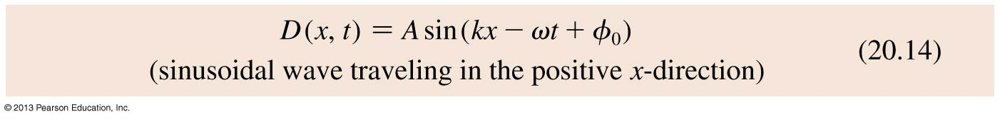 D(x, t) = A sin(kx − ωt + ϕ₀)
(sinusoidal wave traveling in the positive x-direction)
(20.14)
© 2013 Pearson Education, Inc.